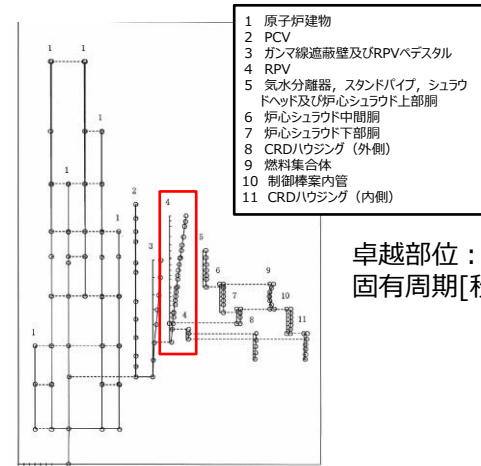 1 原子炉建物
2 PCV
3 ガンマ線遮蔽壁及びRPVペデスタル
4 RPV
5 気水分離器，スタンドパイプ，シュラウ
ドヘッド及び炉心シュラウド上部胴
6 炉心シュラウド中間胴
7 炉心シュラウド下部胴
8 CRDハウジング（外側）
9 燃料集合体
10 制御棒案内管
11 CRDハウジング（内側）
1 1
1
1
2
4
1
5
3
6 9
7 10
4 8 11
1
卓越部位：
固有周期[